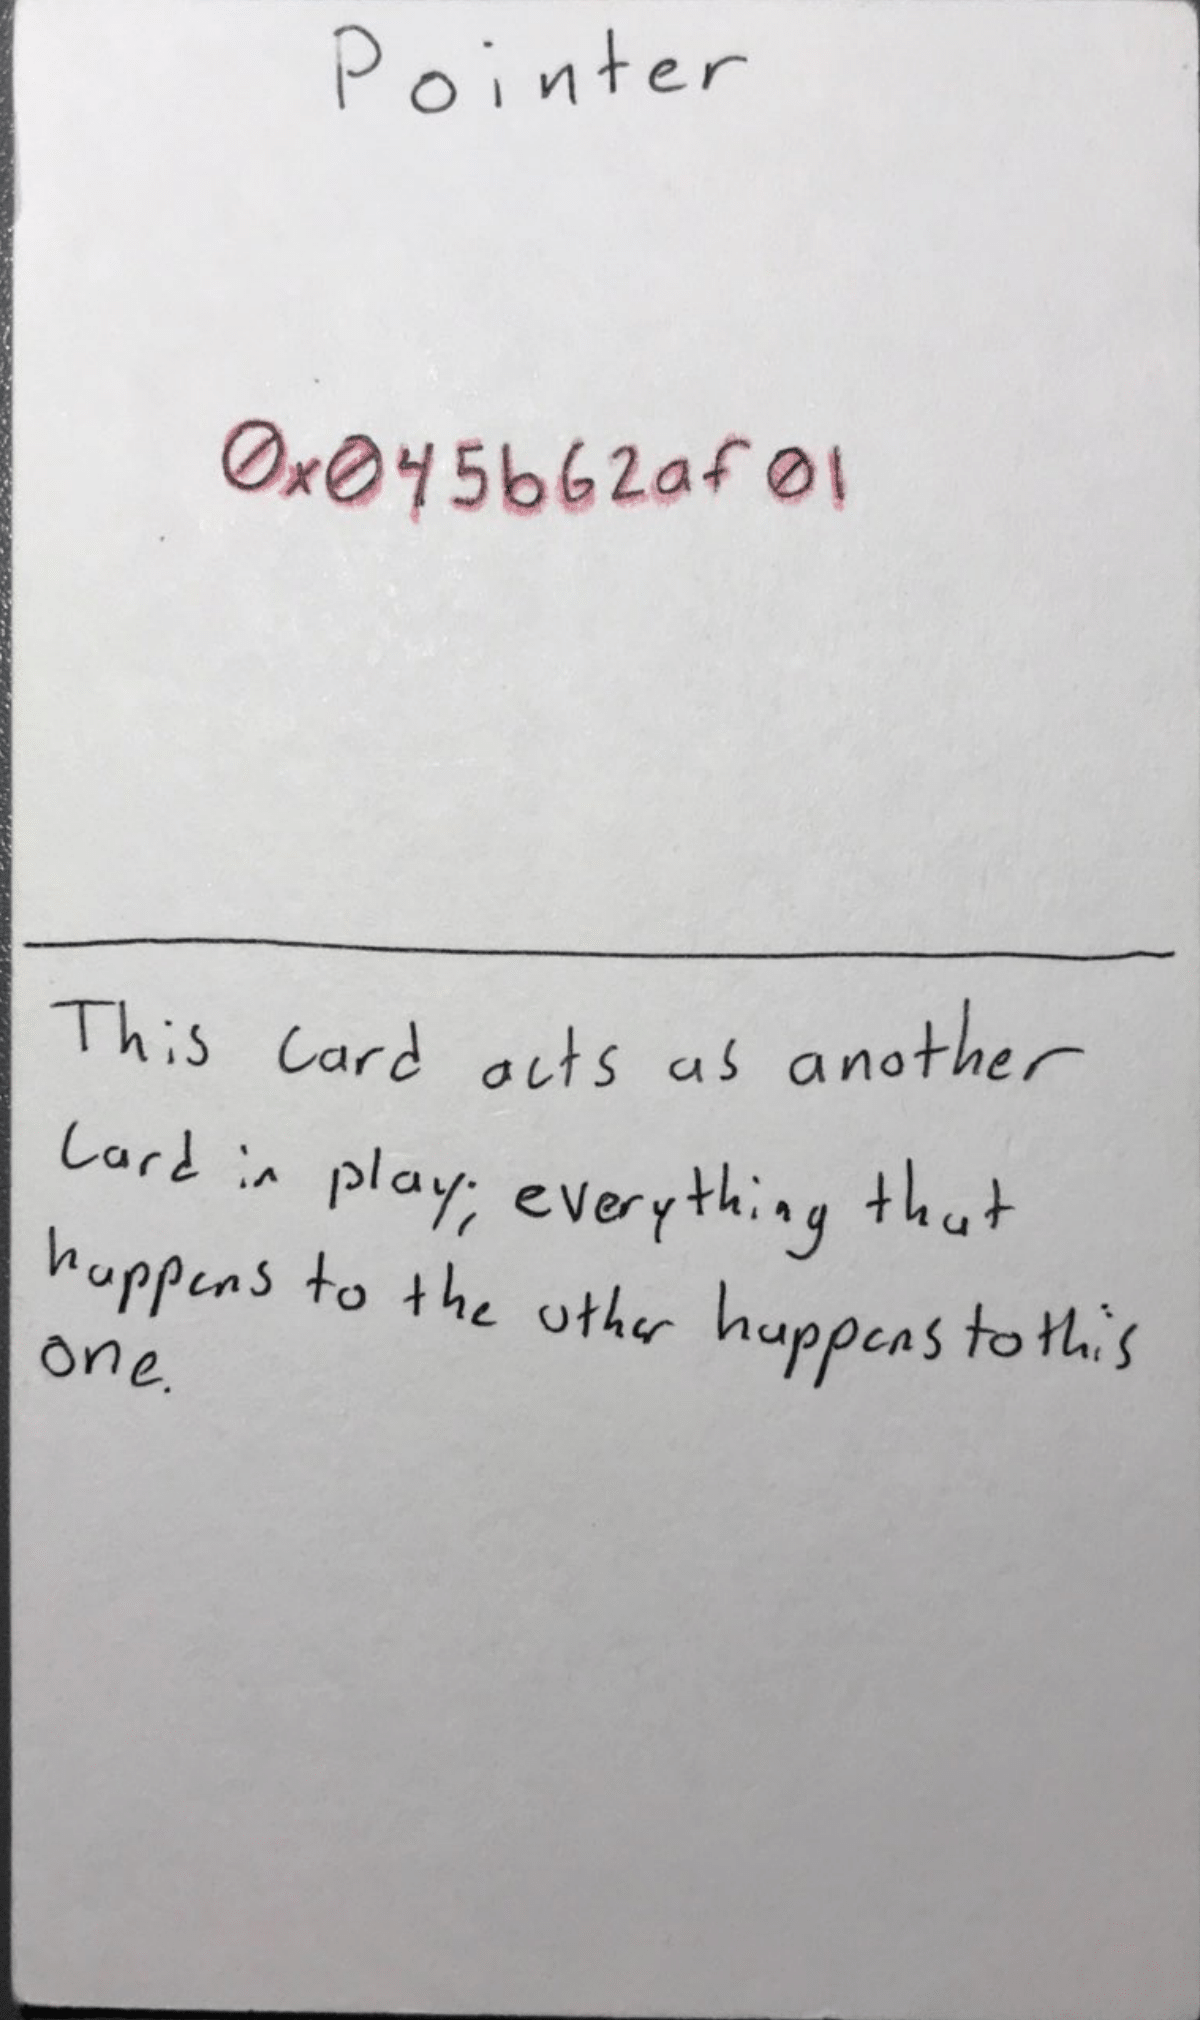 Pointer
0x045b62af01
This card acts as another
card in play; everything that
happens to the other happens to this
one.